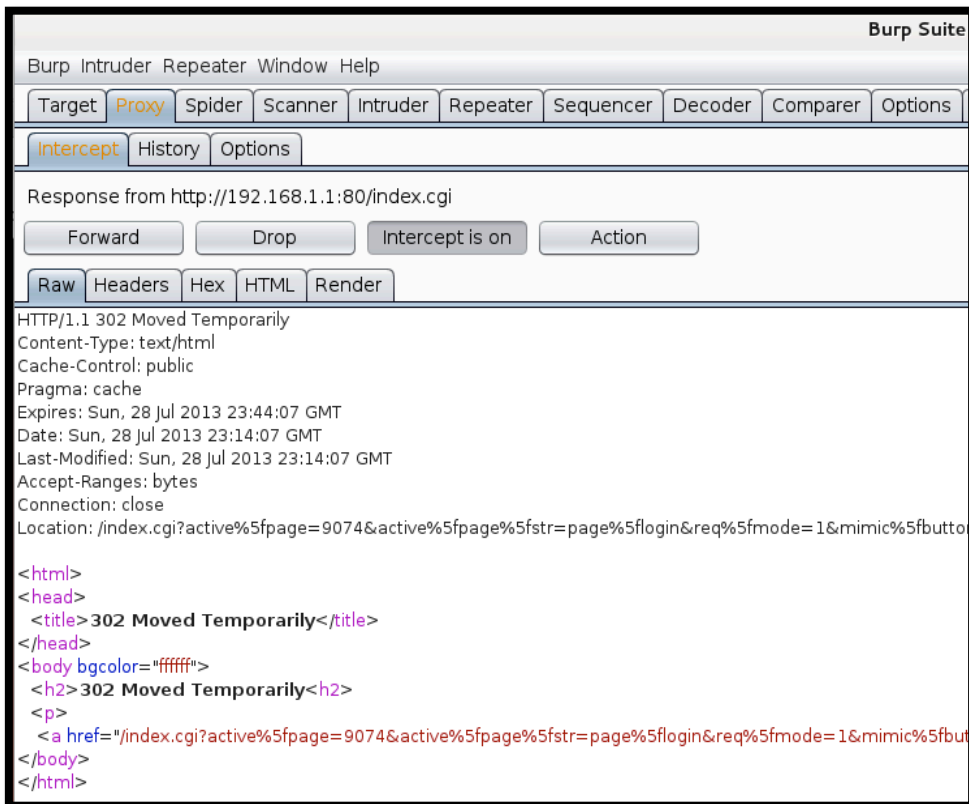 Burp Suite
Burp Intruder Repeater Window Help
Target Proxy Spider Scanner Intruder Repeater Sequencer Decoder Comparer Options
Intercept History Options
Response from http://192.168.1.1:80/index.cgi
Forward Drop Intercept is on Action
Raw Headers Hex HTML Render
HTTP/1.1 302 Moved Temporarily
Content-Type: text/html
Cache-Control: public
Pragma: cache
Expires: Sun, 28 Jul 2013 23:44:07 GMT
Date: Sun, 28 Jul 2013 23:14:07 GMT
Last-Modified: Sun, 28 Jul 2013 23:14:07 GMT
Accept-Ranges: bytes
Connection: close
Location: /index.cgi?active%5fpage=9074&active%5fpage%5fstr=page%5flogin&req%5fmode=1&mimic%5fbutto
<html>
<head>
<title>302 Moved Temporarily</title>
</head>
<body bgcolor="ffffff">
<h2>302 Moved Temporarily<h2>
<p>
<a href="/index.cgi?active%5fpage=9074&active%5fpage%5fstr=page%5flogin&req%5fmode=1&mimic%5fbut
</body>
</html>